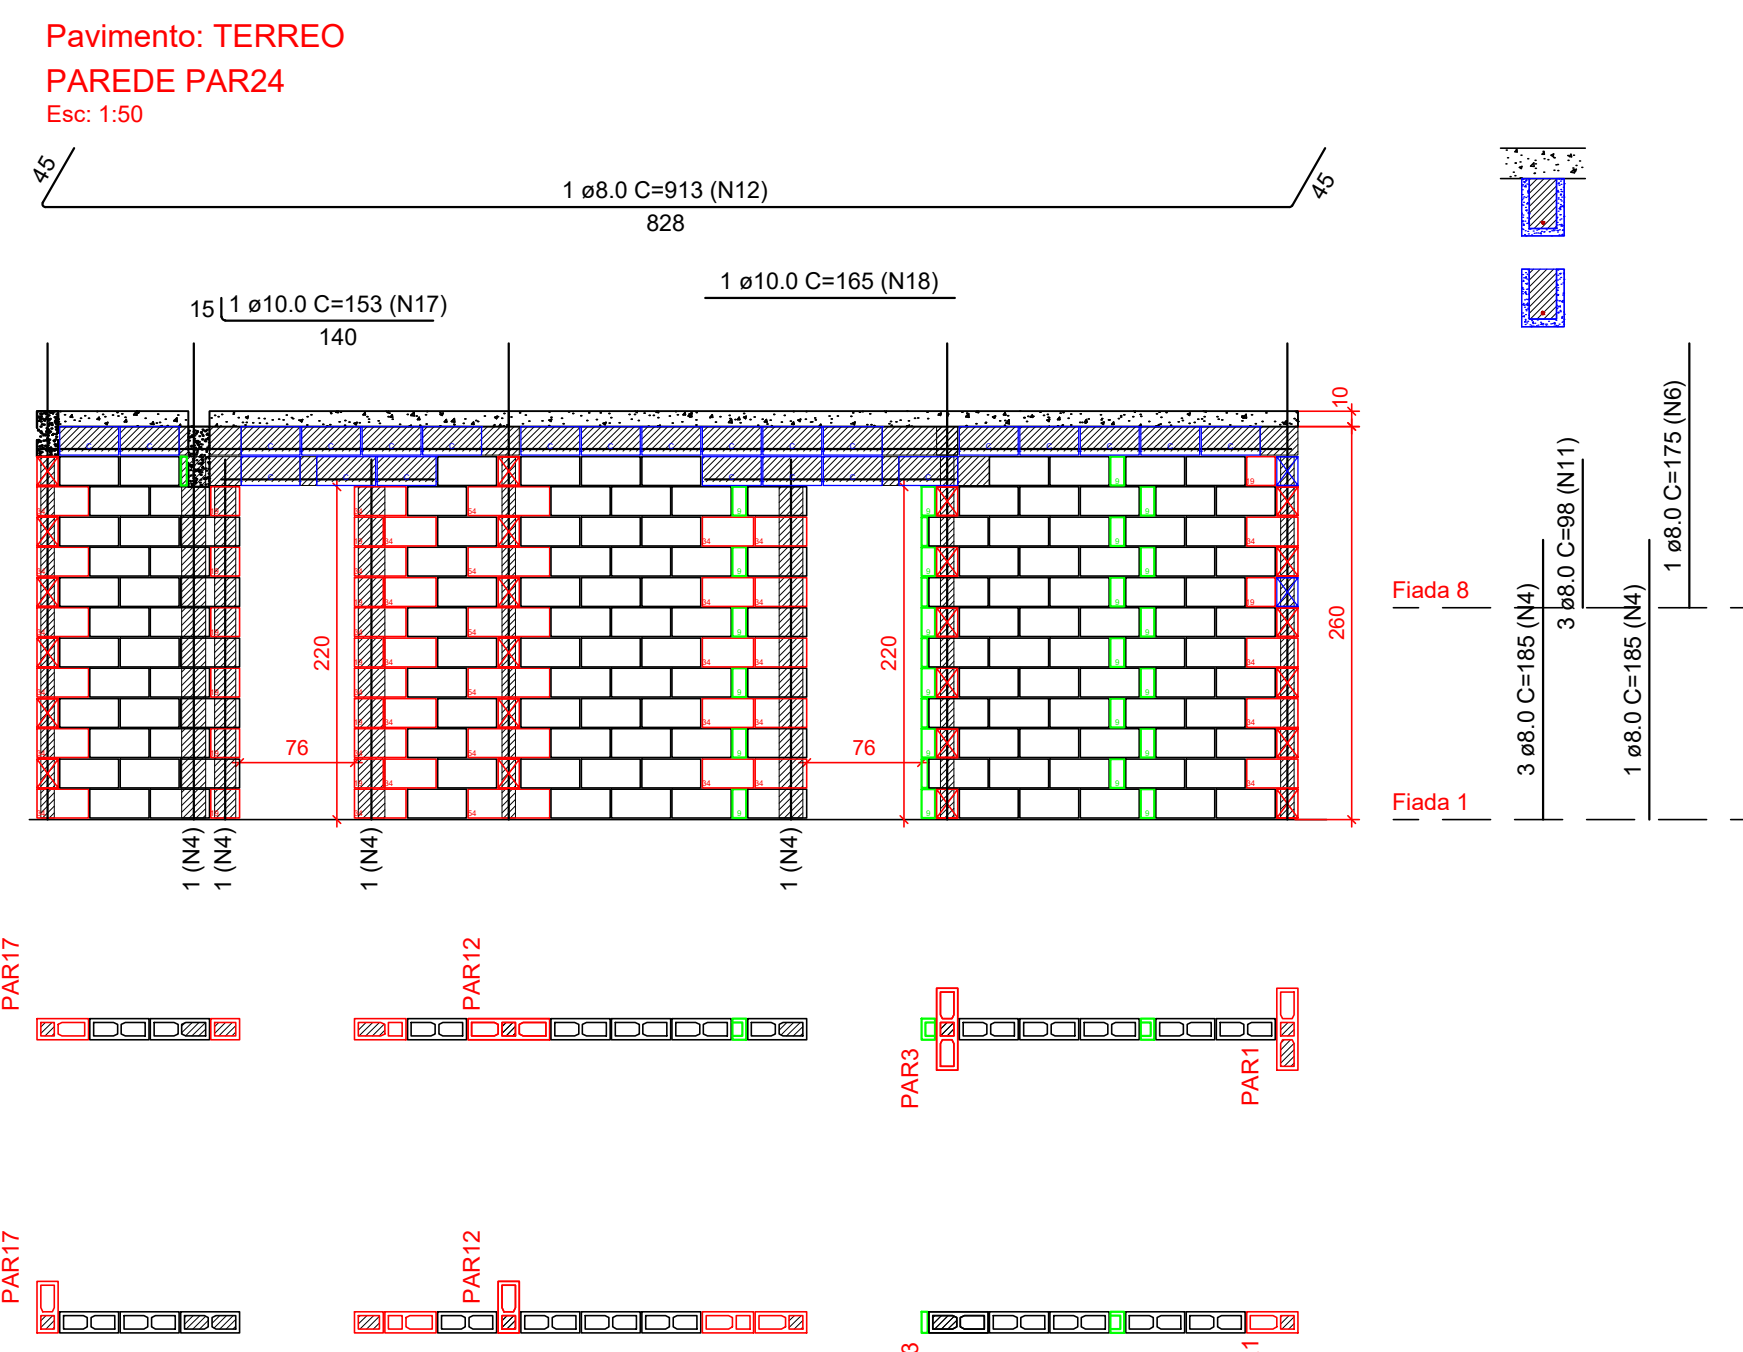 Pavimento: TERREO
PAREDE PAR24
Esc: 1:50
45
1 ø8.0 C=913 (N12)
45
828
1 ø10.0 C=165 (N18)
15
1 ø10.0 C=153 (N17)
140
10
260
220
220
76
76
1 (N4)
1 (N4)
1 (N4)
1 (N4)
Fiada 8
Fiada 1
3 ø8.0 C=185 (N4)
3 ø8.0 C=98 (N11)
1 ø8.0 C=185 (N4)
1 ø8.0 C=175 (N6)
PAR17
PAR12
PAR3
PAR1
PAR17
PAR12
3
1